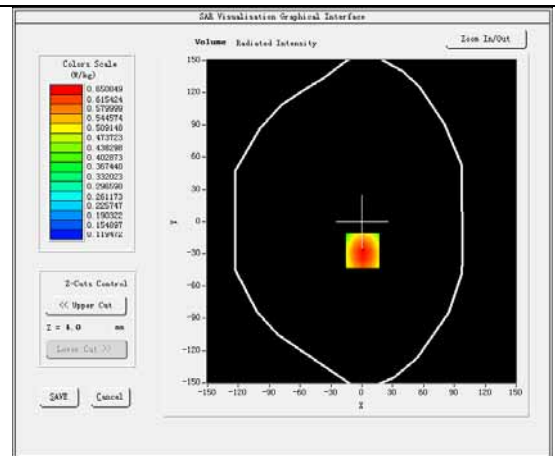 SAR Visualisation Graphical Interface
Volume Radiated Intensity
Zoom In/Out
Colors Scale
(W/kg)
0.650049
0.615424
0.579999
0.544574
0.509148
0.473723
0.438298
0.402873
0.367448
0.332023
0.296598
0.261173
0.225747
0.190322
0.154897
0.119472
Z-Cuts Control
<< Upper Cut
Z = 4.0 mm
Lower Cut >>
SAVE Cancel
150
120
90
60
30
0
-30
-60
-90
-120
-150
Y
-150 -120 -90 -60 -30 0 30 60 90 120 150
X